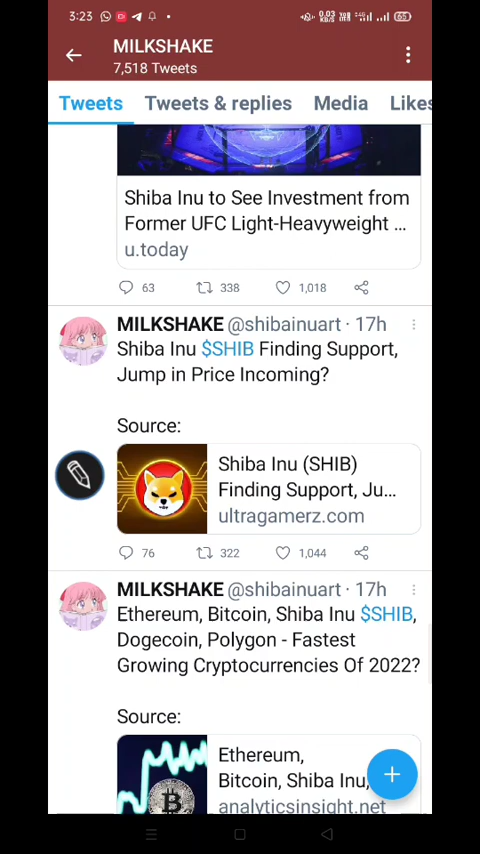 3:23
0.03 KB/S
MILKSHAKE
7,518 Tweets
Tweets
Tweets & replies
Media
Likes
Shiba Inu to See Investment from
Former UFC Light-Heavyweight ...
u.today
63
338
1,018
MILKSHAKE @shibainuart · 17h
Shiba Inu $SHIB Finding Support,
Jump in Price Incoming?
Source:
Shiba Inu (SHIB)
Finding Support, Ju...
ultragamerz.com
76
322
1,044
MILKSHAKE @shibainuart · 17h
Ethereum, Bitcoin, Shiba Inu $SHIB,
Dogecoin, Polygon - Fastest
Growing Cryptocurrencies Of 2022?
Source:
Ethereum,
Bitcoin, Shiba Inu,
analyticsinsight.net